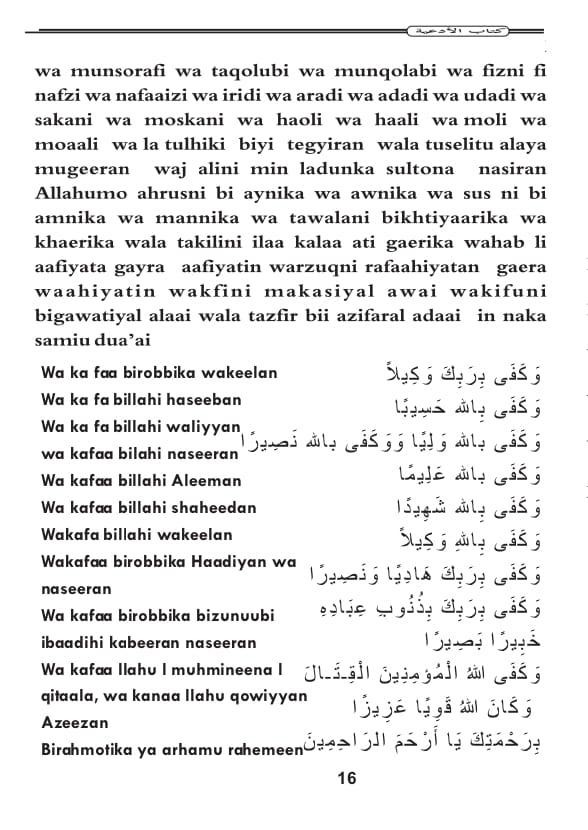 كتاب الأدعية
wa munsorafi wa taqolubi wa munqolabi wa fizni fi
nafzi wa nafaaizi wa iridi wa aradi wa adadi wa udadi wa
sakani wa moskani wa haoli wa haali wa moli wa
moaali wa la tulhiki biyi tegyiran wala tuselitu alaya
mugeeran waj alini min ladunka sultona nasiran
Allahumo ahrusni bi aynika wa awnika wa sus ni bi
amnika wa mannika wa tawalani bikhtiyaarika wa
khaerika wala takilini ilaa kalaa ati gaerika wahab li
aafiyata gayra aafiyatin warzuqni rafaahiyatan gaera
waahiyatin wakfini makasiyal awai wakifuni
bigawatiyal alaai wala tazfir bii azifaral adaai in naka
samiu dua’ai
Wa ka faa birobbika wakeelan
Wa ka fa billahi haseeban
Wa ka fa billahi waliyyan
wa kafaa bilahi naseeran
Wa kafaa billahi Aleeman
Wa kafaa billahi shaheedan
Wakafa billahi wakeelan
Wakafaa birobbika Haadiyan wa
naseeran
Wa kafaa birobbika bizunuubi
ibaadihi kabeeran naseeran
Wa kafaa llahu l muhmineena l
qitaala, wa kanaa llahu qowiyyan
Azeezan
Birahmotika ya arhamu rahemeen
وَ كَفَى بِرَبِكَ وَ كِيلاً
وَ كَفَى بِالله حَسِيبًا
وَ كَفَى بالله وَلِيًا وَ وَ كَفَى بالله نَصِيرًا
وَ كَفَى بِالله عَلِيمًا
وَ كَفَى بِالله شَهِيدًا
وَ كَفَى بِاللهِ وَ كِيلاً
وَ كَفَى بِرَبِكَ هَادِيًا وَ نَصِيرًا
وَ كَفَى بِرَبِكَ بِذُنُوبِ عِبَادِهِ
خَبِيرًا بَصِيرًا
وَ كَفَى اللهُ الْمُؤمِنِينَ الْقِـتَـالَ
وَ كَانَ اللهُ قَوِيًا عَزِيزًا
بِرَحْمَتِكَ يَا أَرْحَمَ الرَاحِمِينَ
16